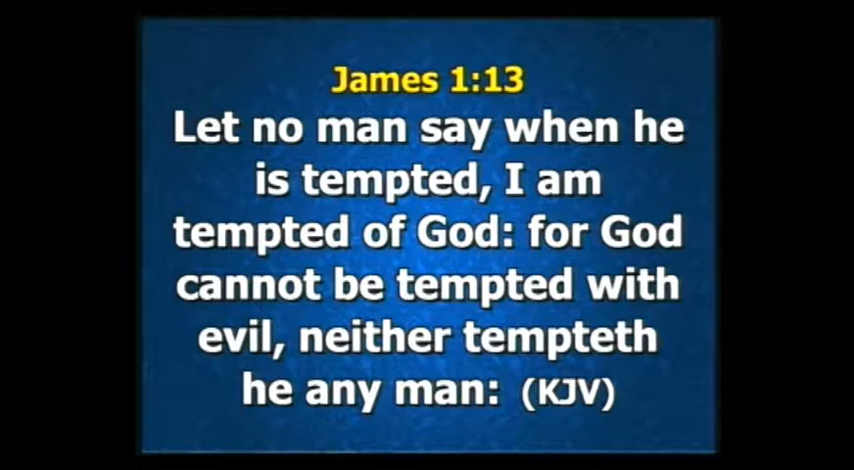 James 1:13
Let no man say when he
is tempted, I am
tempted of God: for God
cannot be tempted with
evil, neither tempteth
he any man: (KJV)